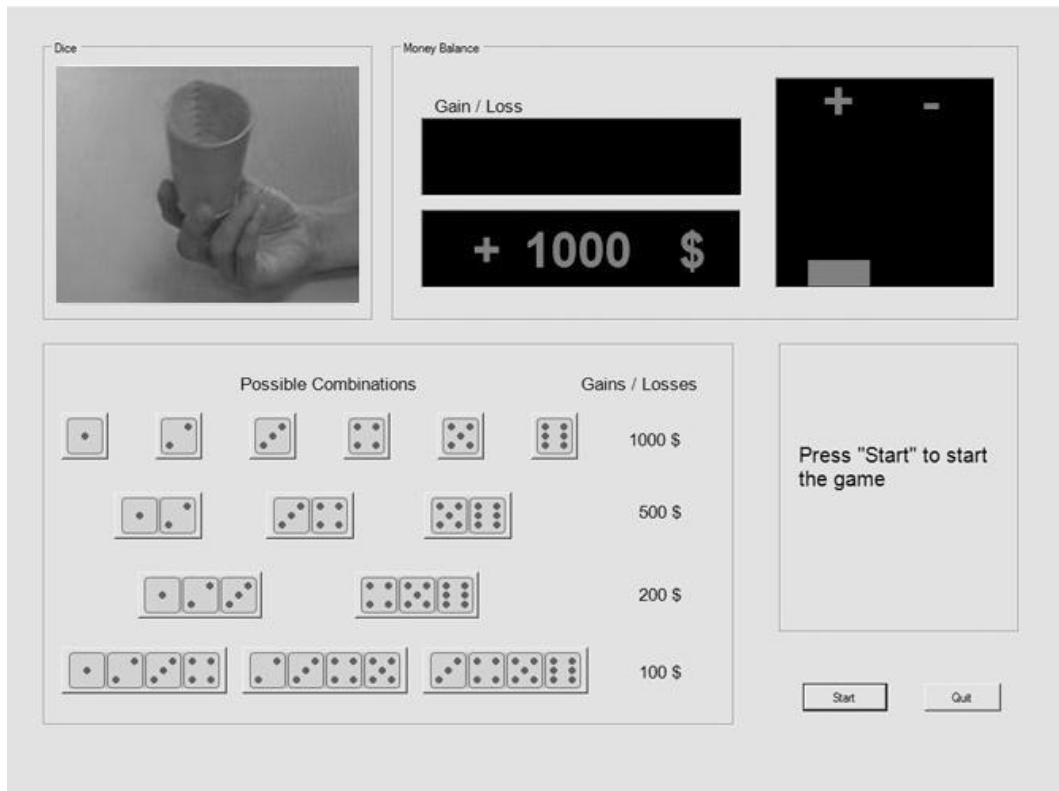 Dice
Money Balance
Gain / Loss
+ -
+ 1000 $
Possible Combinations Gains / Losses
1000 $
500 $
200 $
100 $
Press "Start" to start
the game
Start Quit